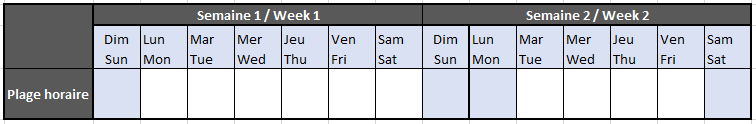 Semaine 1 / Week 1 Semaine 2 / Week 2
Dim Lun Mar Mer Jeu Ven Sam Dim Lun Mar Mer Jeu Ven Sam
Sun Mon Tue Wed Thu Fri Sat Sun Mon Tue Wed Thu Fri Sat
Plage horaire